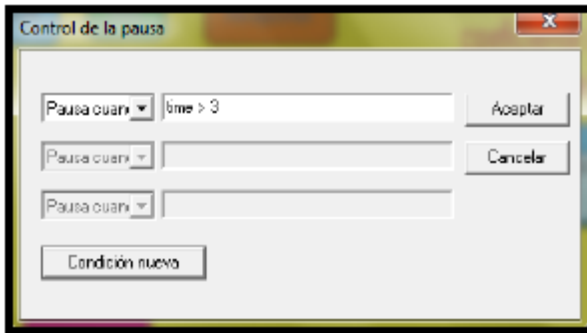 Control de la pausa
Pausa cuan time > 3 Aceptar
Pausa cuan Cancelar
Pausa cuan
Condición nueva